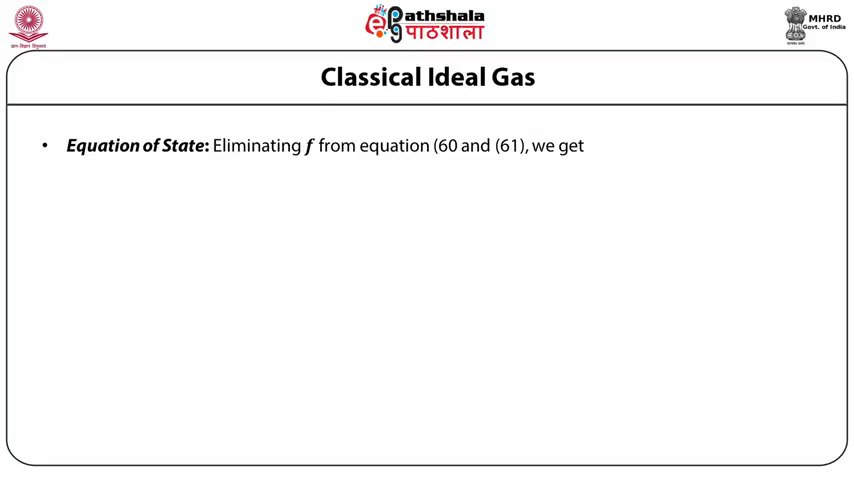 ePathshala
पाठशाला
MHRD
Govt. of India
Classical Ideal Gas
• Equation of State: Eliminating f from equation (60 and (61), we get